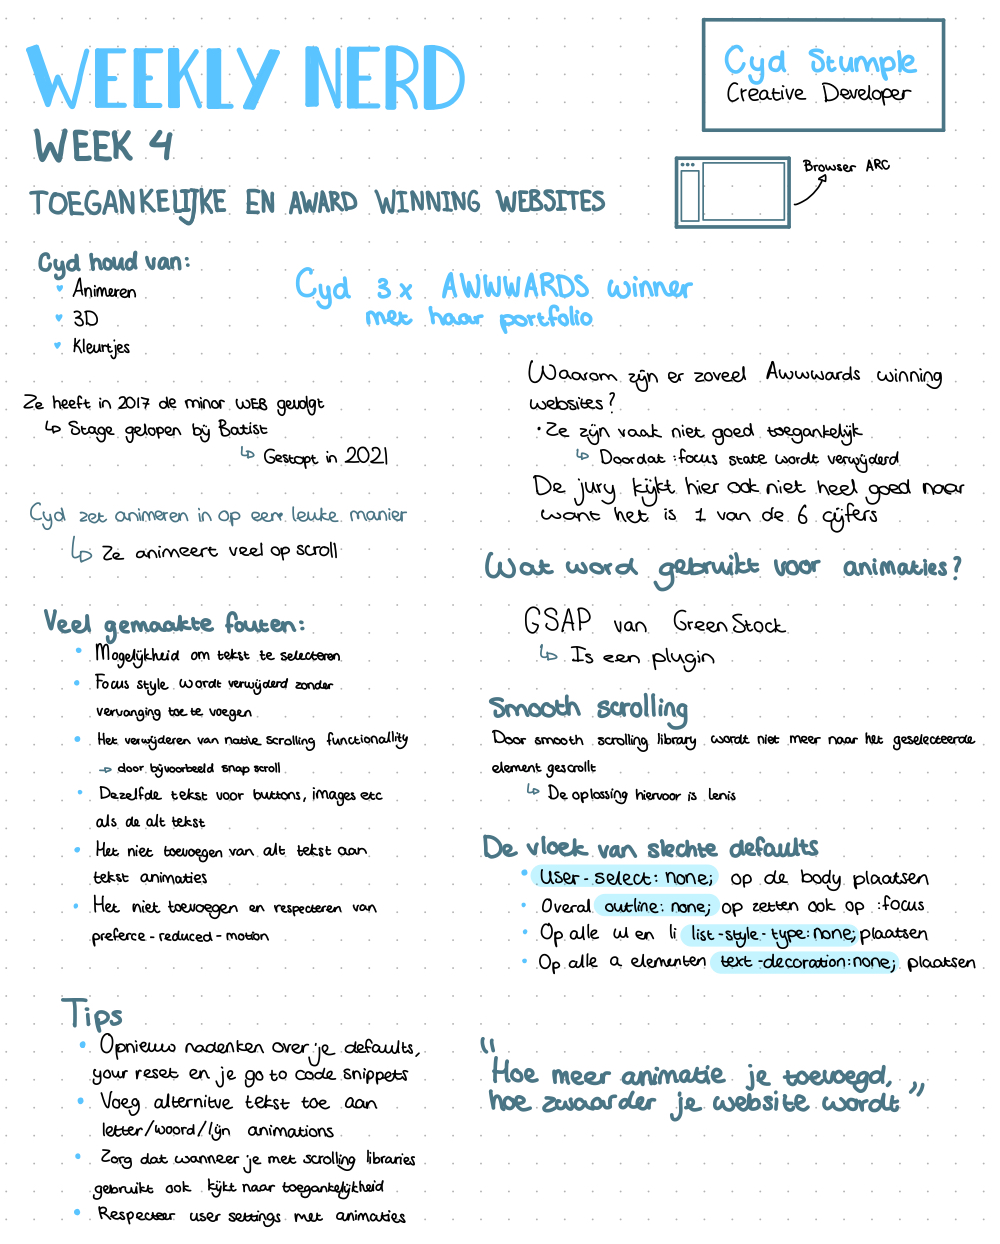 WEEKLY NERD
Cyd Stumple
Creative Developer
WEEK 4
Browser ARC
TOEGANKELIJKE EN AWARD WINNING WEBSITES
Cyd houd van:
Animeren
3D
Kleurtjes
Cyd 3x AWWWARDS winner
met haar portfolio
Ze heeft in 2017 de minor WEB gevolgt
Stage gelopen bij Batist
Gestopt in 2021
Cyd zet animeren in op een leuke manier
Ze animeert veel op scroll
Veel gemaakte fouten:
• Mogelijkheid om tekst te selecteren
• Focus style wordt verwijderd zonder
vervanging toe te voegen
• Het verwijderen van native scrolling functionality
→ door bijvoorbeeld snap scroll
• Dezelfde tekst voor buttons, images etc
als de alt tekst
• Het niet toevoegen van alt tekst aan
tekst animaties
• Het niet toevoegen en respecteren van
preferce-reduced-motion
Tips
• Opnieuw nadenken over je defaults,
your reset en je go to code snippets
• Voeg alternitve tekst toe aan
letter/woord/lijn animations
• Zorg dat wanneer je met scrolling libraries
gebruikt ook kijkt naar toegankelijkheid
• Respecteer user settings met animaties
Waarom zijn er zoveel Awwwards winning
websites?
• Ze zijn vaak niet goed toegankelijk
Doordat :focus state wordt verwijderd
De jury kijkt hier ook niet heel goed naar
want het is 1 van de 6 cijfers
Wat word gebruikt voor animaties?
GSAP van GreenStock
Is een plugin
Smooth scrolling
Door smooth scrolling library wordt niet meer naar het geselecteerde
element gescrollt
De oplossing hiervoor is lenis
De vloek van slechte defaults
• user-select: none; op de body plaatsen
• Overal outline: none; op zetten ook op :focus
• Op alle ul en li list-style-type: none; plaatsen
• Op alle a elementen text-decoration: none; plaatsen
"Hoe meer animatie je toevoegd,
hoe zwaarder je website wordt"